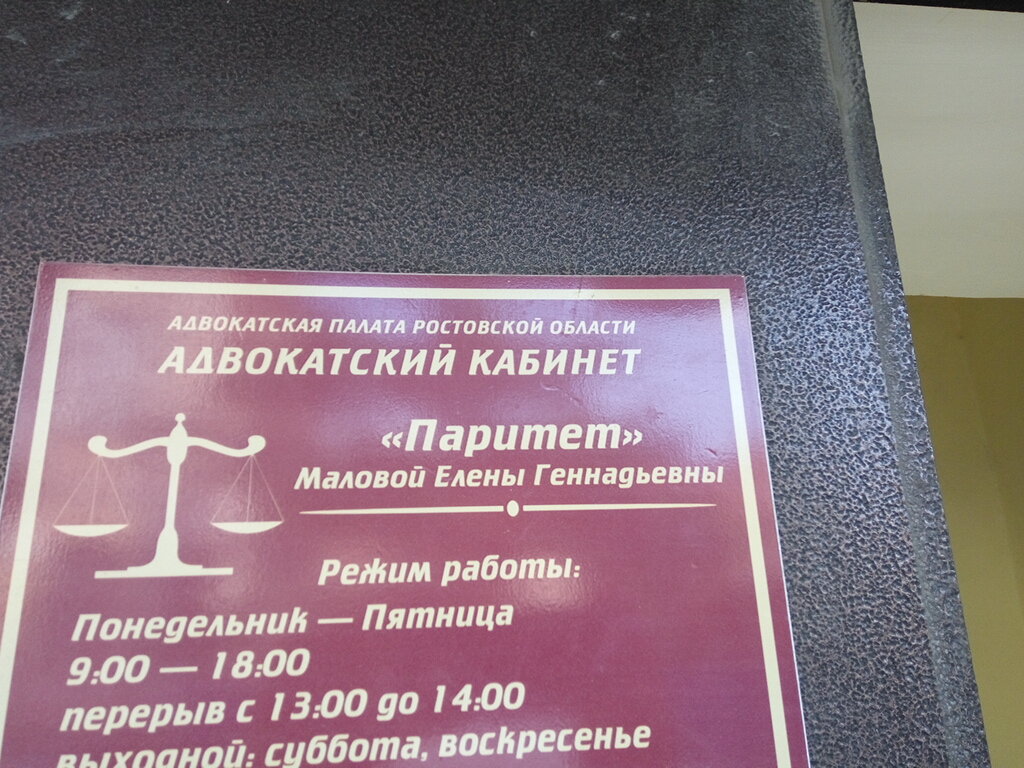 АДВОКАТСКАЯ ПАЛАТА РОСТОВСКОЙ ОБЛАСТИ
АДВОКАТСКИЙ КАБИНЕТ
«Паритет»
Маловой Елены Геннадьевны
Режим работы:
Понедельник — Пятница
9:00 — 18:00
перерыв с 13:00 до 14:00
выходной: суббота, воскресенье